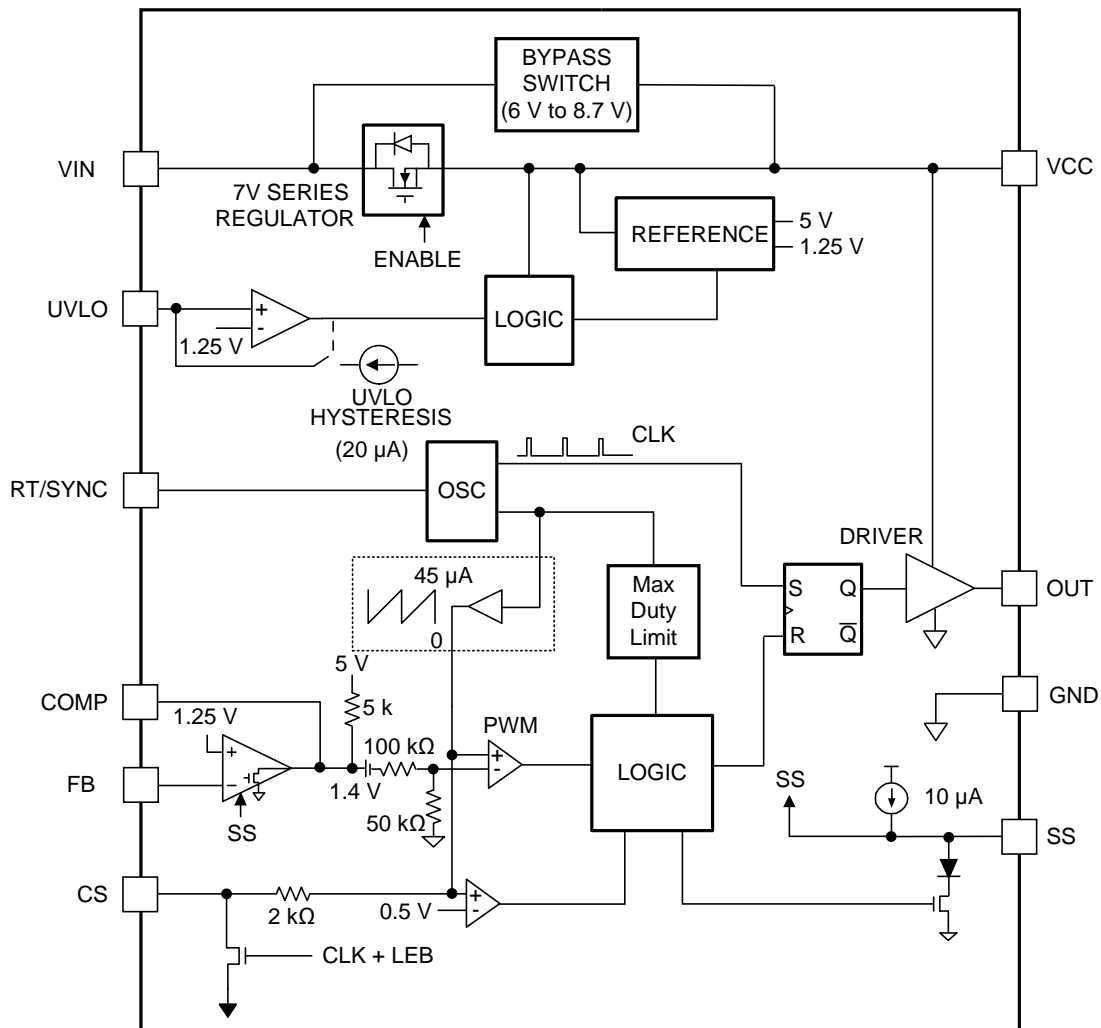 BYPASS
SWITCH
(6 V to 8.7 V)
VIN
VCC
7V SERIES
REGULATOR
ENABLE
REFERENCE
5 V
1.25 V
UVLO
+
-
1.25 V
LOGIC
UVLO
HYSTERESIS
(20 µA)
CLK
RT/SYNC
OSC
DRIVER
45 µA
0
Max
Duty
Limit
S
Q
R
Q̅
OUT
5 V
5 k
COMP
GND
1.25 V
+
-
FB
SS
1.4 V
100 kΩ
50 kΩ
PWM
+
-
LOGIC
SS
10 µA
SS
CS
2 kΩ
0.5 V
+
-
CLK + LEB